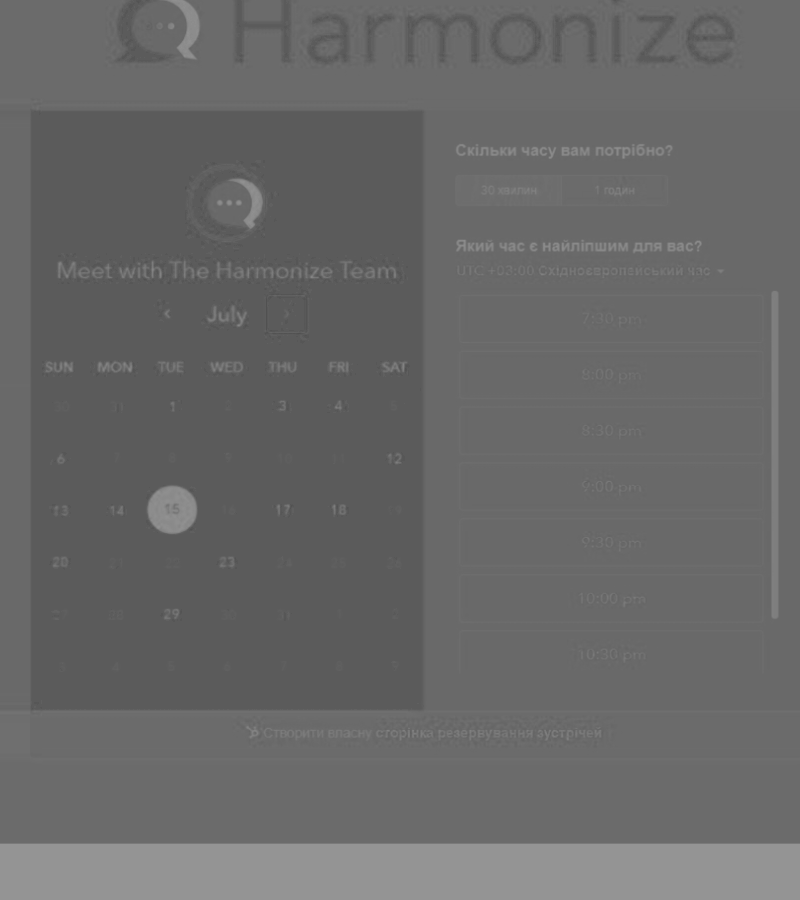 Harmonize
Meet with The Harmonize Team
July
SUN MON TUE WED THU FRI SAT
30 31 1 2 3 4 5
6 7 8 9 10 11 12
13 14 15 16 17 18 19
20 21 22 23 24 25 26
27 28 29 30 31 1 2
3 4 5 6 7 8 9
Скільки часу вам потрібно?
30 хвилин 1 годин
Який час є найліпшим для вас?
UTC +03:00 Східноєвропейський час
7:30 pm
8:00 pm
8:30 pm
9:00 pm
9:30 pm
10:00 pm
10:30 pm
Створити власну сторінка резервування зустрічей